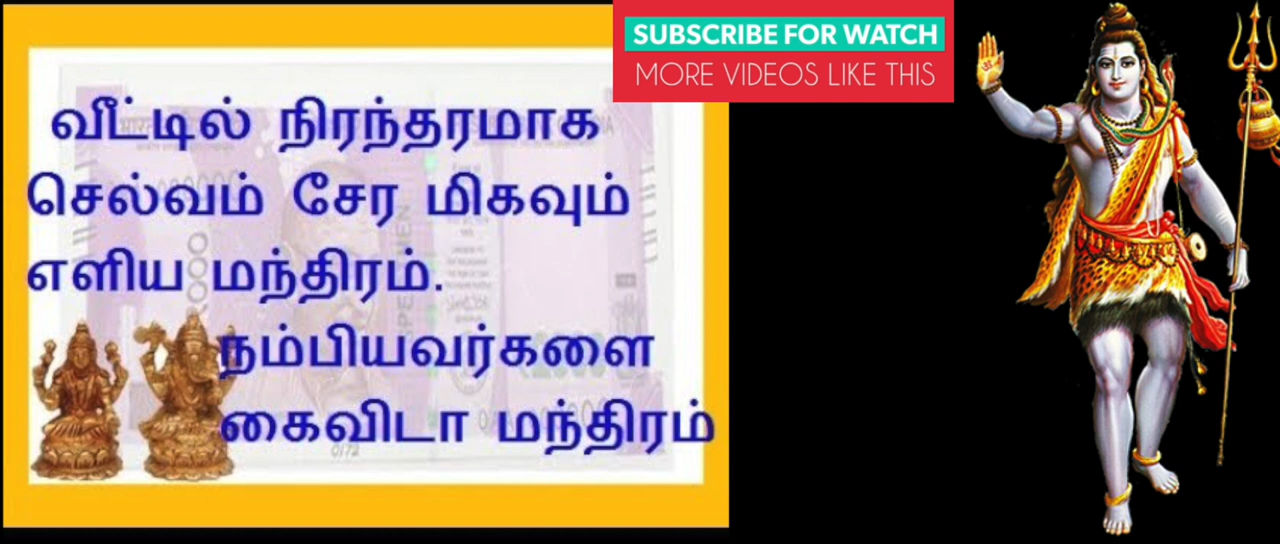 SUBSCRIBE FOR WATCH
MORE VIDEOS LIKE THIS
வீட்டில் நிரந்தரமாக
செல்வம் சேர மிகவும்
எளிய மந்திரம்.
நம்பியவர்களை
கைவிடா மந்திரம்